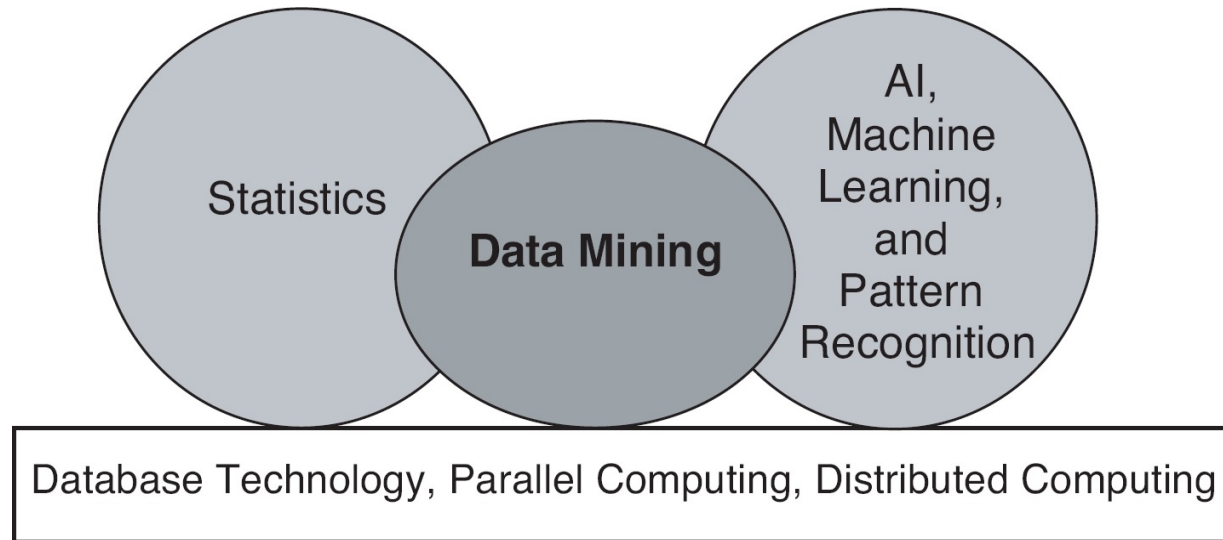 Statistics
Data Mining
AI,
Machine
Learning,
and
Pattern
Recognition
Database Technology, Parallel Computing, Distributed Computing